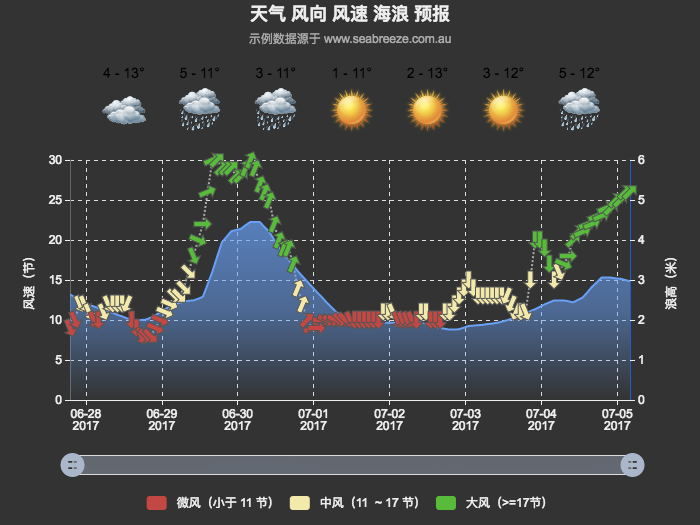 天气 风向 风速 海浪 预报
示例数据源于 www.seabreeze.com.au
4 - 13° 5 - 11° 3 - 11° 1 - 11° 2 - 13° 3 - 12° 5 - 12°
风速（节）
30
25
20
15
10
5
0
浪高（米）
6
5
4
3
2
1
0
06-28 06-29 06-30 07-01 07-02 07-03 07-04 07-05
2017 2017 2017 2017 2017 2017 2017 2017
微风（小于 11 节） 中风（11 ~ 17 节） 大风（>=17节）